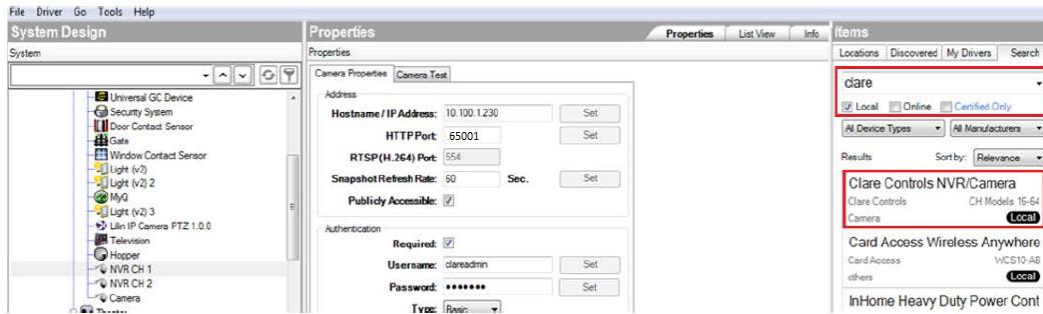 File Driver Go Tools Help
System Design
System
Universal GC Device
Security System
Door Contact Sensor
Gate
Window Contact Sensor
Light (v2)
Light (v2) 2
MyQ
Light (v2) 3
Lilin IP Camera PTZ 1.0.0
Television
Hopper
NVR CH 1
NVR CH 2
Camera
Theater
Properties
Properties List View Info
Properties
Camera Properties Camera Test
Address
Hostname / IP Address: 10.100.1.230 Set
HTTP Port: 65001 Set
RTSP(H.264) Port: 554
Snapshot Refresh Rate: 60 Sec. Set
Publicly Accessible:
Authentication
Required:
Username: clareadmin Set
Password: ••••••• Set
Type: Basic
Items
Locations Discovered My Drivers Search
clare
Local Online Certified Only
All Device Types All Manufacturers
Results Sort by: Relevance
Clare Controls NVR/Camera
Clare Controls CH Models 16-64
Camera Local
Card Access Wireless Anywhere
Card Access WCS10-AB
others Local
InHome Heavy Duty Power Cont